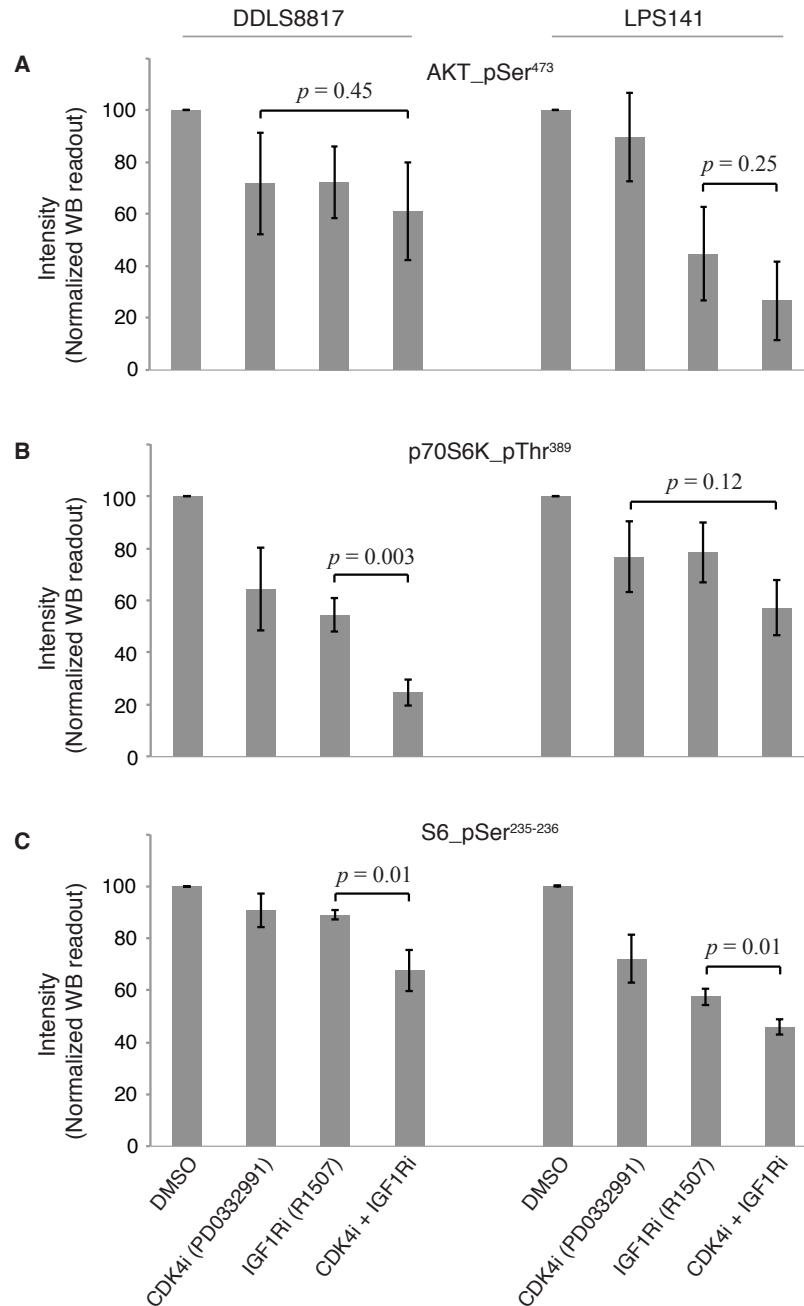 DDLS8817
LPS141
A
AKT_pSer⁴⁷³
Intensity
(Normalized WB readout)
100
80
60
40
20
0
p = 0.45
p = 0.25
B
p70S6K_pThr³⁸⁹
Intensity
(Normalized WB readout)
100
80
60
40
20
0
p = 0.003
p = 0.12
C
S6_pSer²³⁵⁻²³⁶
Intensity
(Normalized WB readout)
100
80
60
40
20
0
p = 0.01
p = 0.01
DMSO
CDK4i (PD0332991)
IGF1Ri (R1507)
CDK4i + IGF1Ri
DMSO
CDK4i (PD0332991)
IGF1Ri (R1507)
CDK4i + IGF1Ri